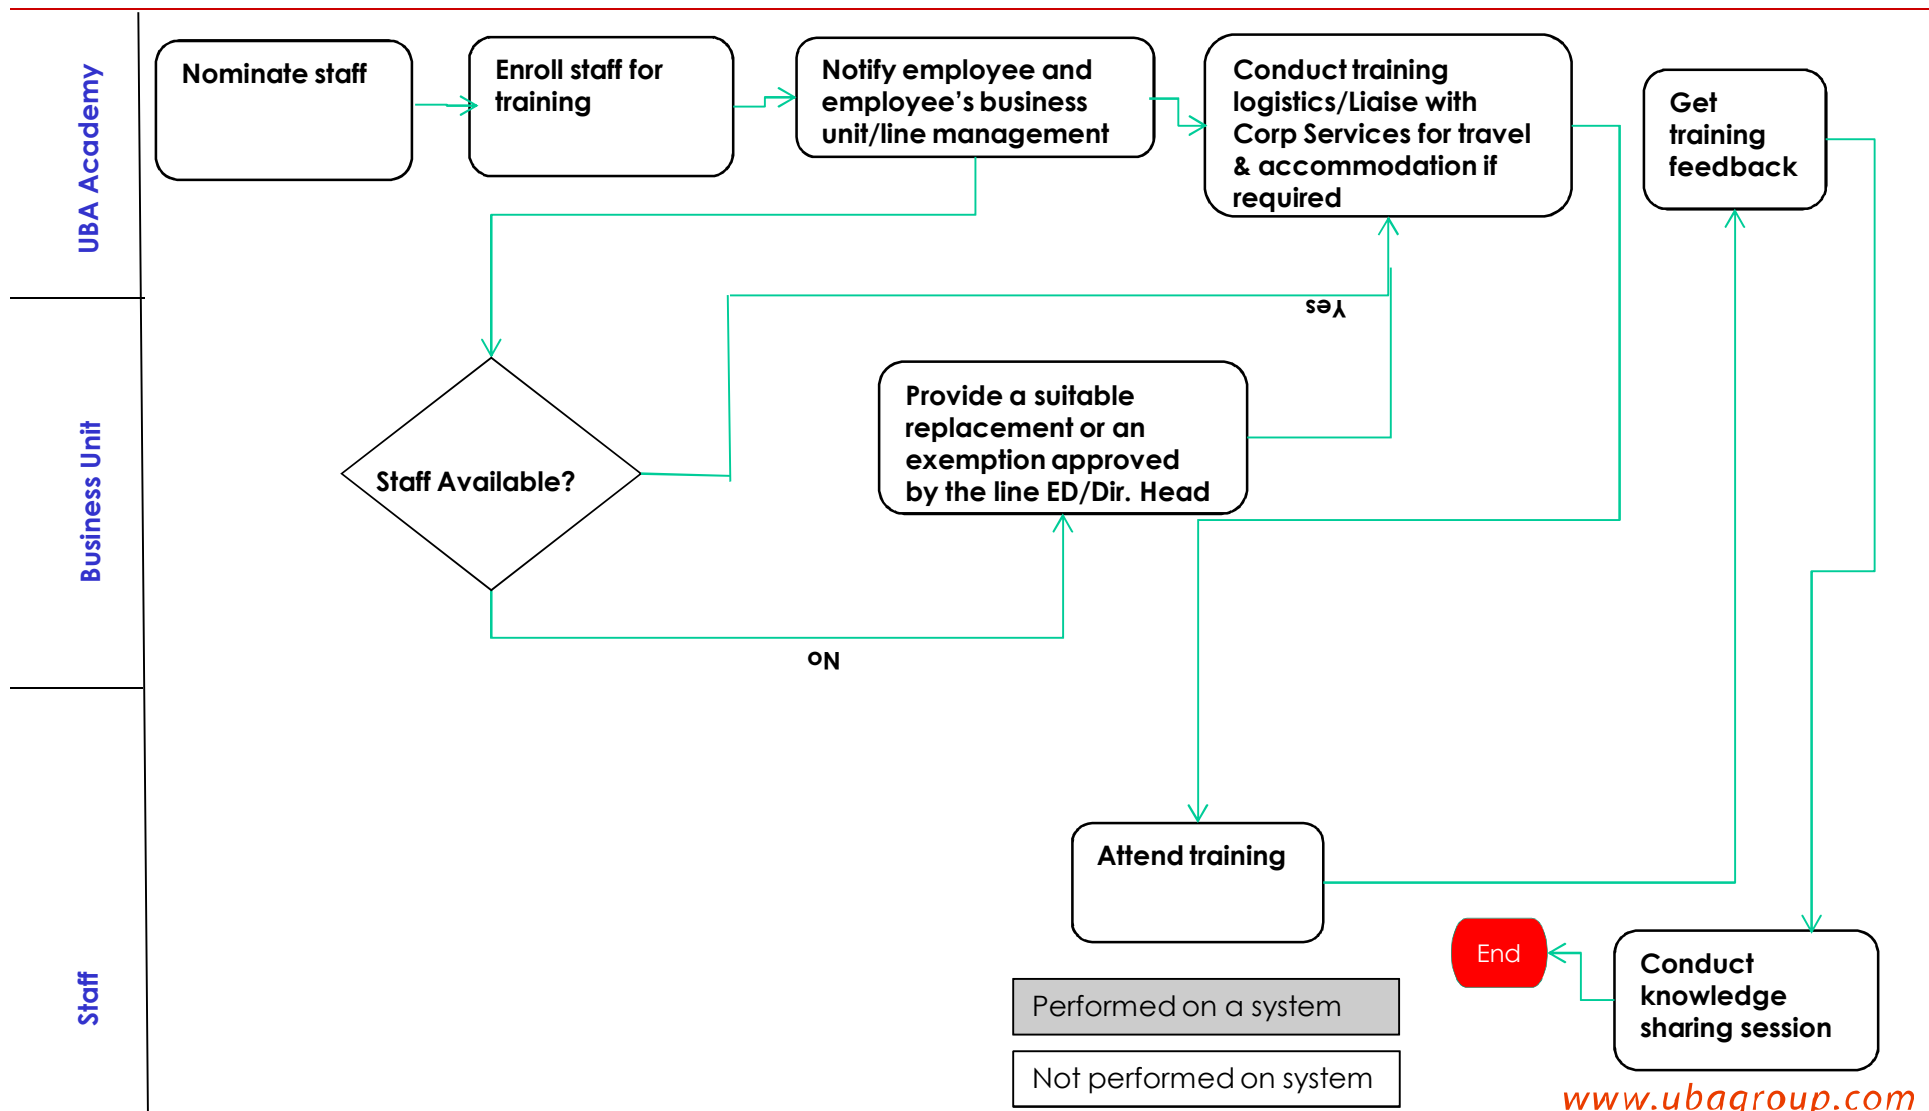 UBA Academy
Nominate staff
Enroll staff for
training
Notify employee and
employee’s business
unit/line management
Conduct training
logistics/Liaise with
Corp Services for travel
& accommodation if
required
Get
training
feedback
Business Unit
Staff Available?
Yes
Provide a suitable
replacement or an
exemption approved
by the line ED/Dir. Head
No
Staff
Attend training
End
Conduct
knowledge
sharing session
Performed on a system
Not performed on system
www.ubagroup.com